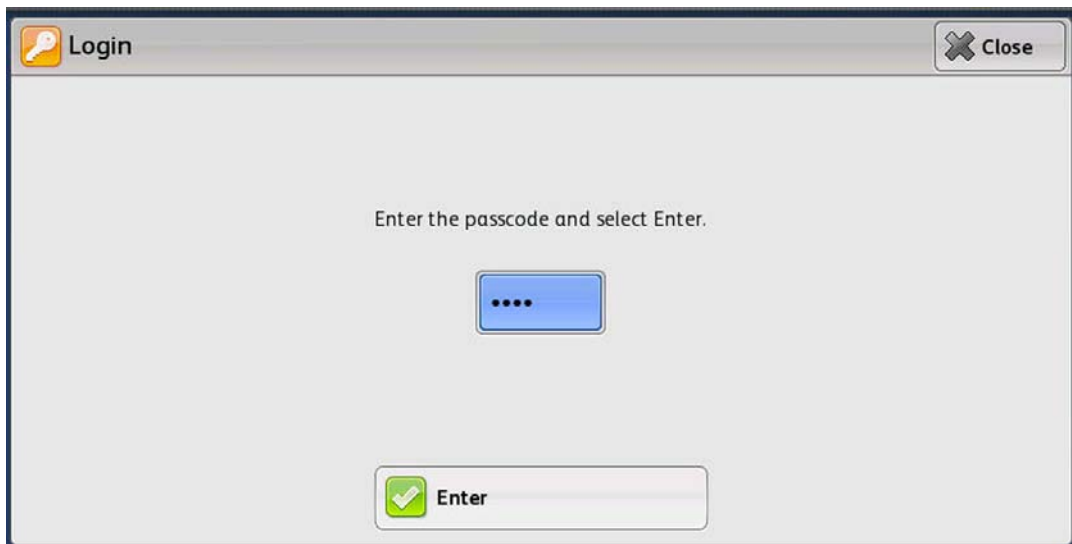 Login
Close
Enter the passcode and select Enter.
••••
Enter